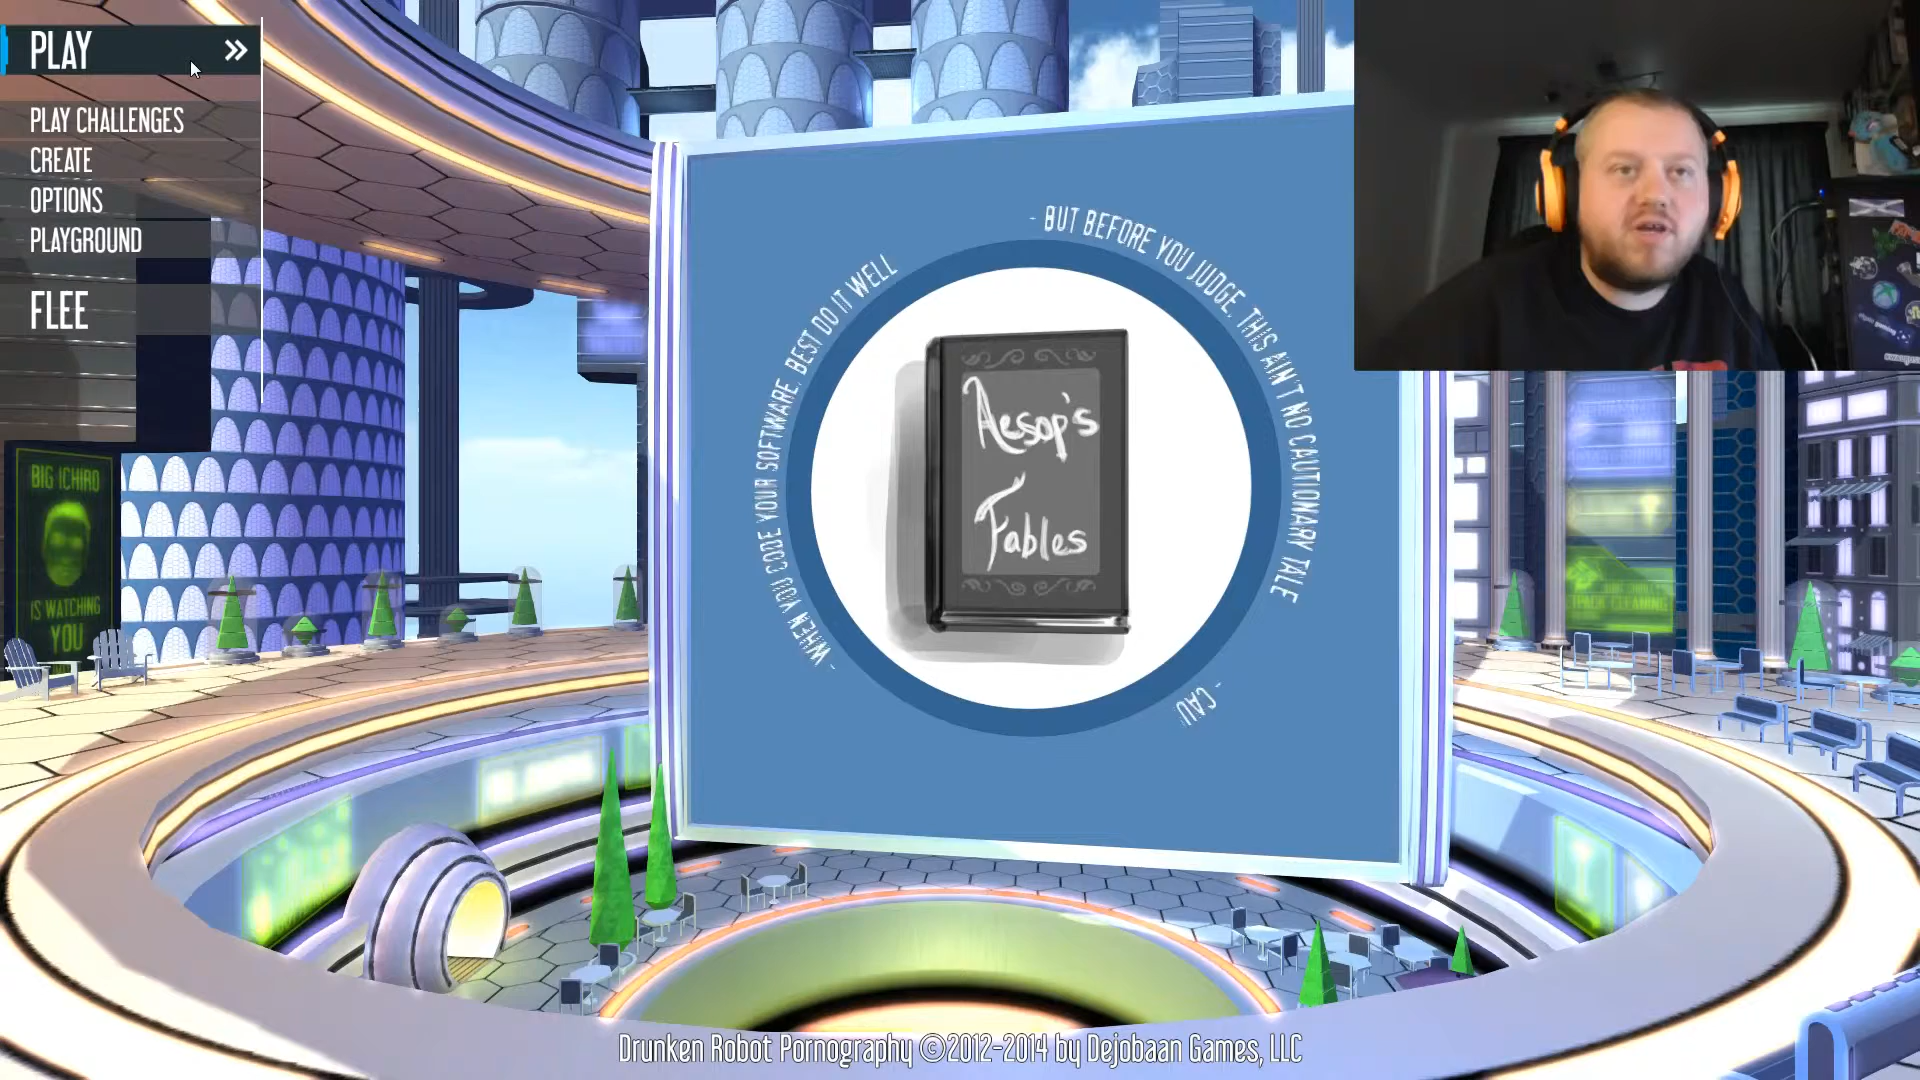 PLAY
PLAY CHALLENGES
CREATE
OPTIONS
PLAYGROUND
FLEE
- WHEN YOU CODE YOUR SOFTWARE, BEST DO IT WELL
- BUT BEFORE YOU JUDGE, THIS AIN'T NO CAUTIONARY TALE
- CAU
Aesop's
Fables
BIG ICHIRO
IS WATCHING
YOU
Drunken Robot Pornography ©2012-2014 by Dejobaan Games, LLC